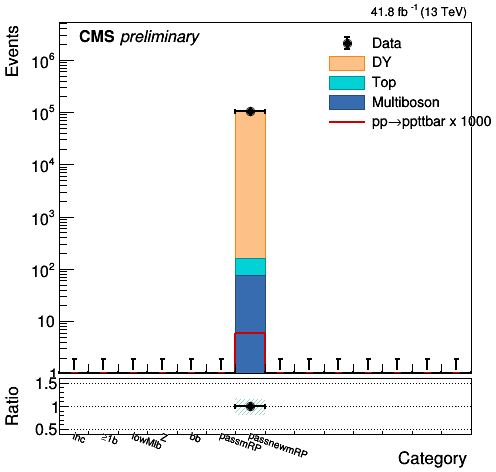 41.8 fb⁻¹ (13 TeV)
Events
CMS preliminary
Data
DY
Top
Multiboson
pp→ppttbar x 1000
10⁶
10⁵
10⁴
10³
10²
10
1
Ratio
1.5
1
0.5
inc ≥1b lowMlb Z bb passmRP passnewmRP
Category